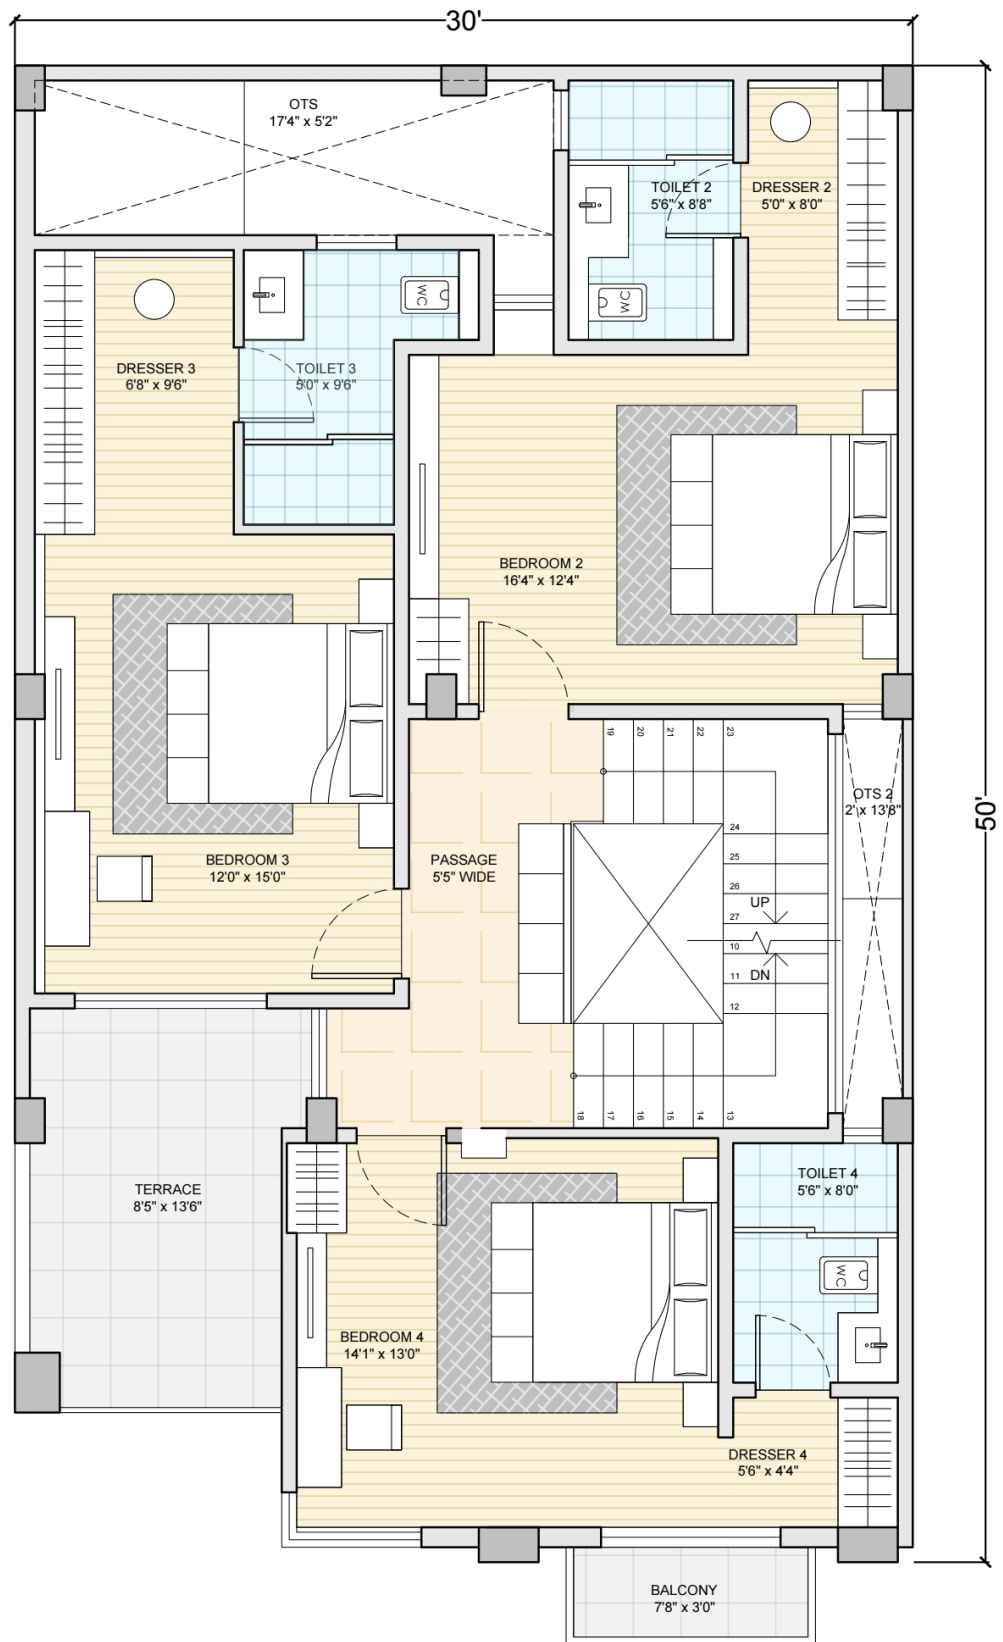 30'
OTS
17'4" x 5'2"
TOILET 2
5'6" x 8'8"
DRESSER 2
5'0" x 8'0"
WC
WC
DRESSER 3
6'8" x 9'6"
TOILET 3
5'0" x 9'6"
BEDROOM 2
16'4" x 12'4"
19
20
21
22
23
OTS 2
2' x 13'8"
50'
24
25
26
27
UP
10
DN
11
12
BEDROOM 3
12'0" x 15'0"
PASSAGE
5'5" WIDE
18
17
16
15
14
13
TERRACE
8'5" x 13'6"
TOILET 4
5'6" x 8'0"
WC
BEDROOM 4
14'1" x 13'0"
DRESSER 4
5'6" x 4'4"
BALCONY
7'8" x 3'0"